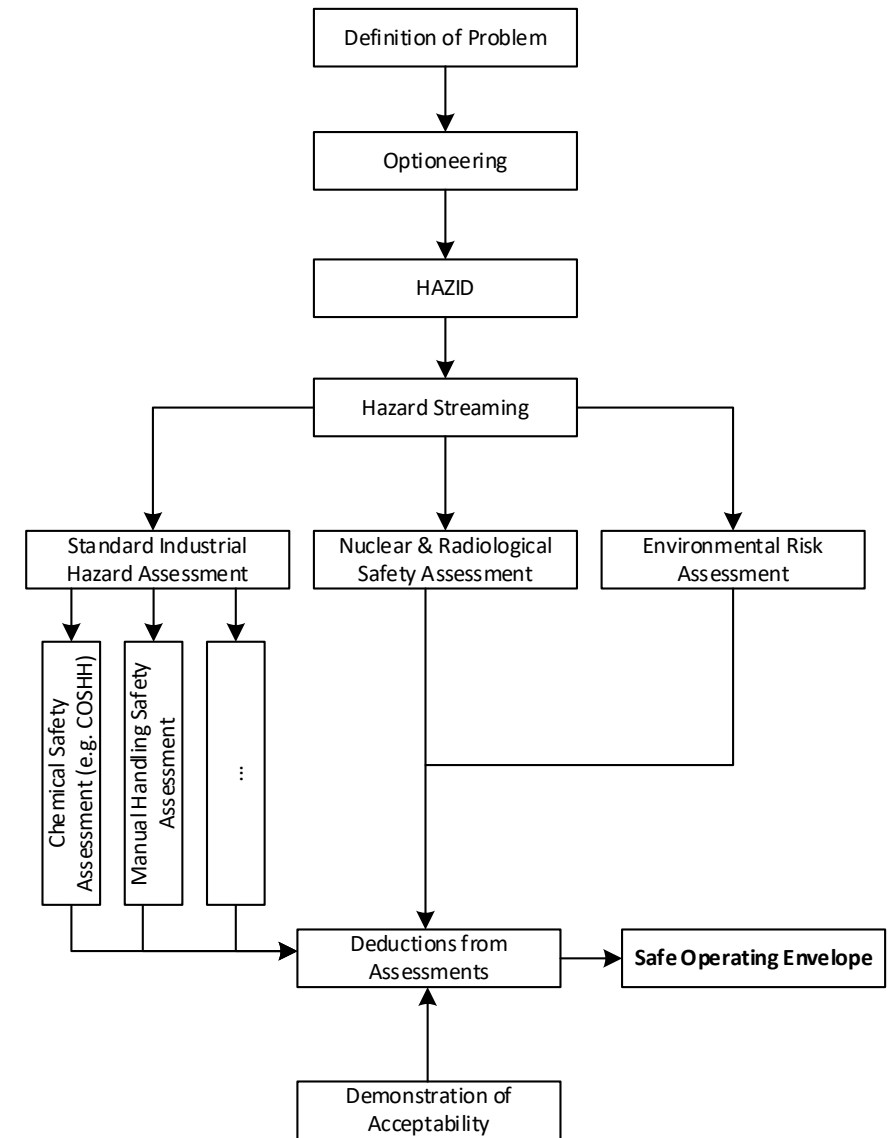 Definition of Problem
Optioneering
HAZID
Hazard Streaming
Standard Industrial
Hazard Assessment
Nuclear & Radiological
Safety Assessment
Environmental Risk
Assessment
Chemical Safety
Assessment (e.g. COSHH)
Manual Handling Safety
Assessment
...
Deductions from
Assessments
Safe Operating Envelope
Demonstration of
Acceptability